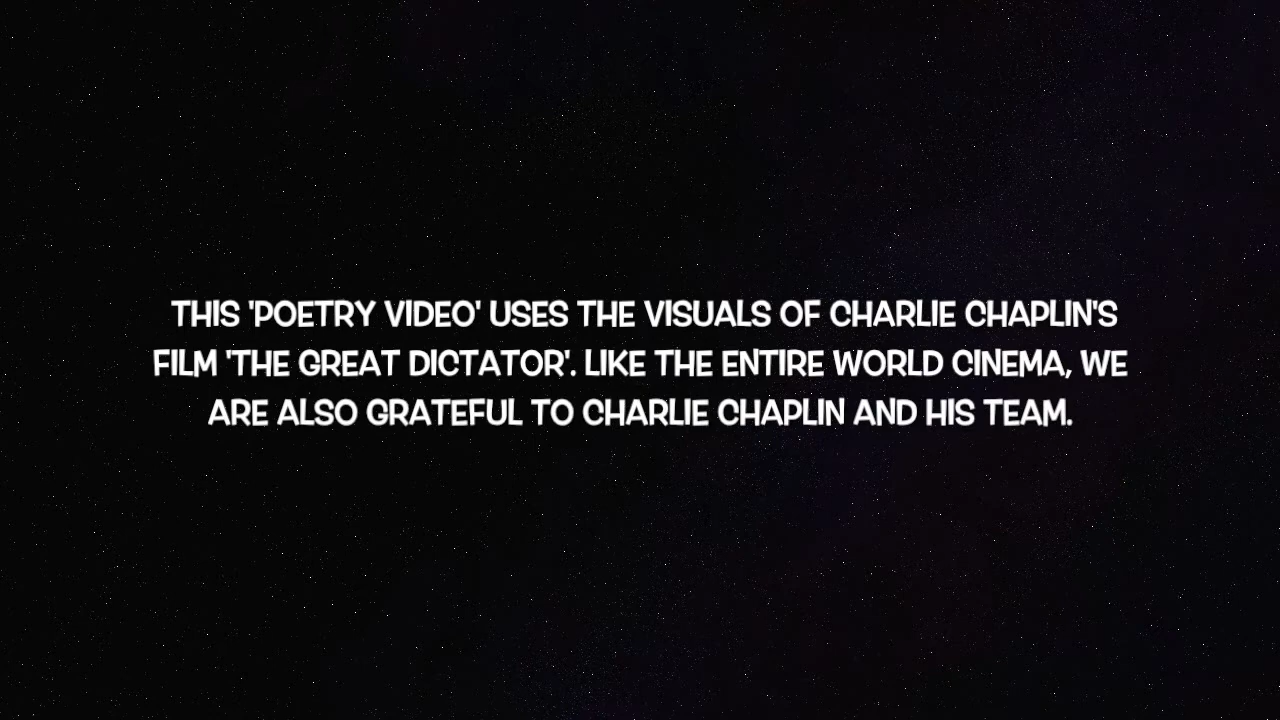 THIS 'POETRY VIDEO' USES THE VISUALS OF CHARLIE CHAPLIN'S
FILM 'THE GREAT DICTATOR'. LIKE THE ENTIRE WORLD CINEMA, WE
ARE ALSO GRATEFUL TO CHARLIE CHAPLIN AND HIS TEAM.